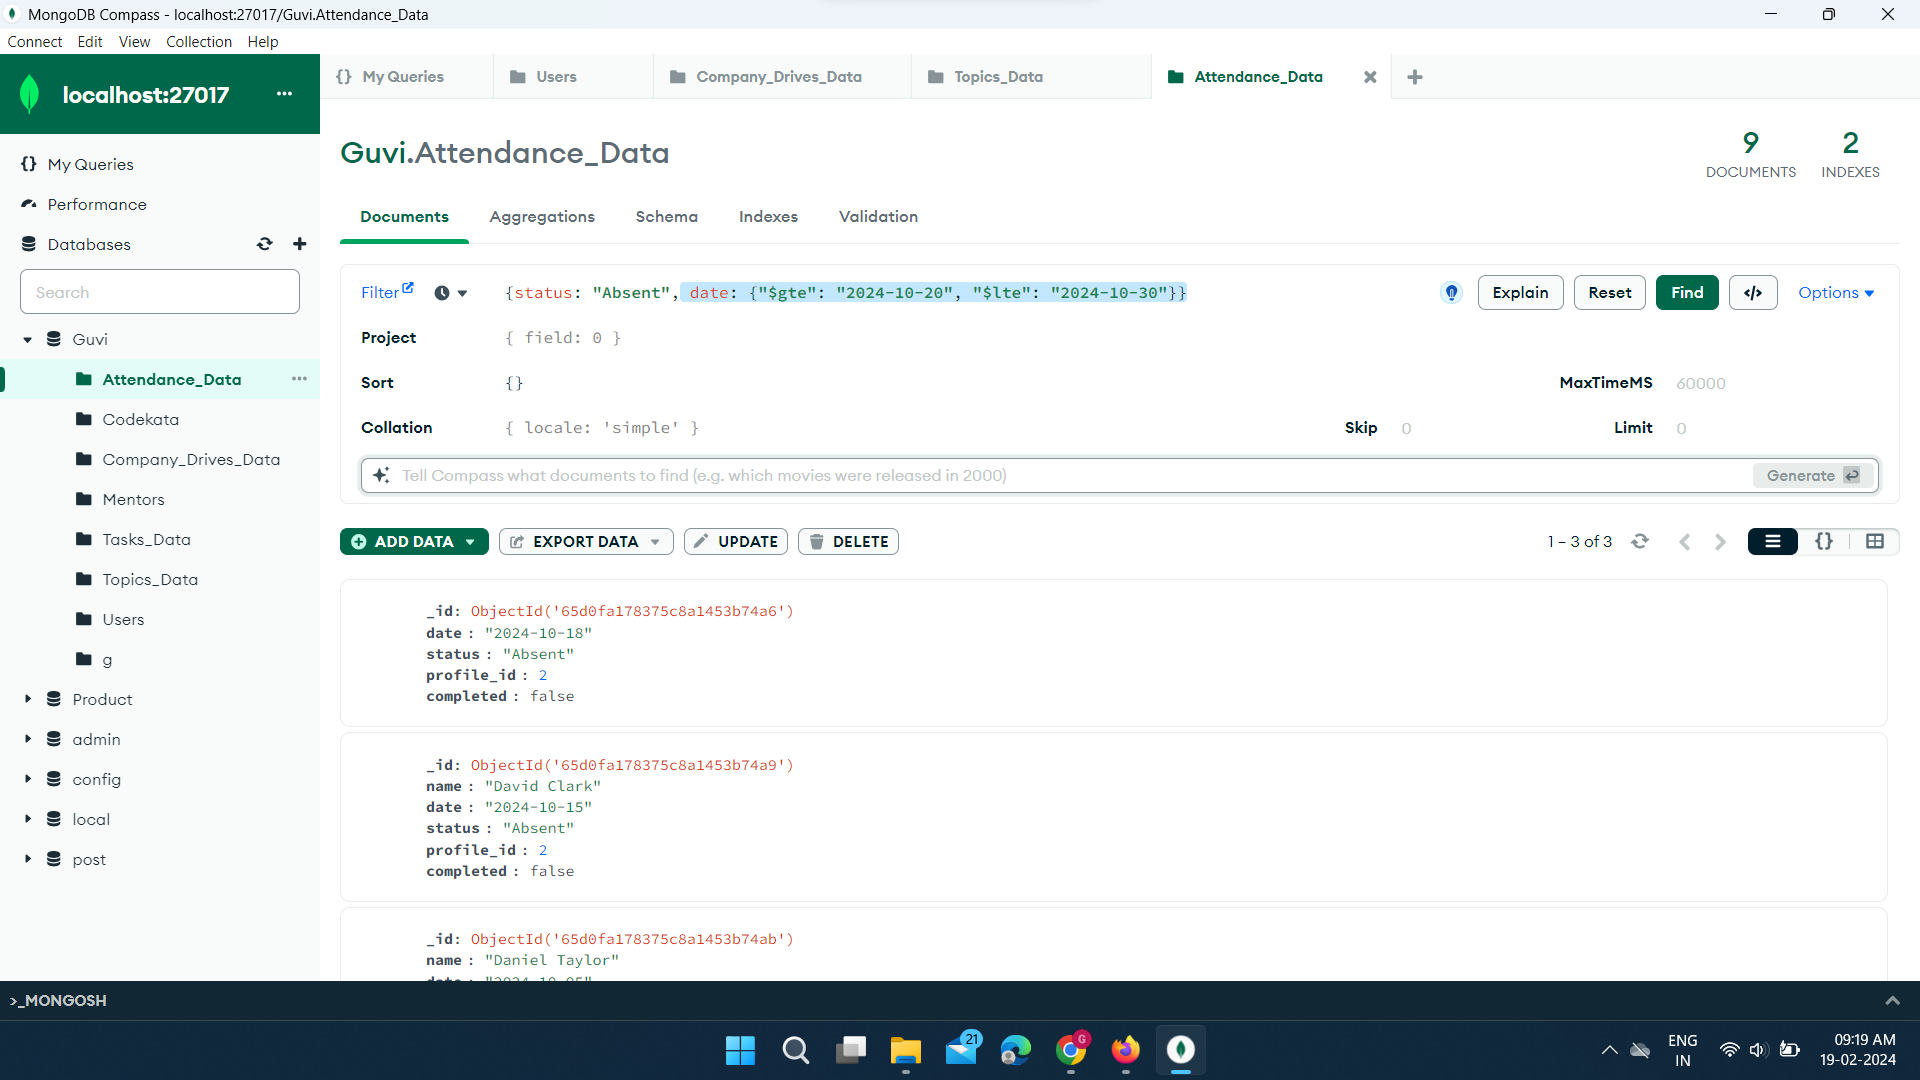 MongoDB Compass - localhost:27017/Guvi.Attendance_Data
Connect Edit View Collection Help
localhost:27017 ···
{} My Queries
Performance
Databases
Search
Guvi
Attendance_Data ···
Codekata
Company_Drives_Data
Mentors
Tasks_Data
Topics_Data
Users
g
Product
admin
config
local
post
{} My Queries
Users
Company_Drives_Data
Topics_Data
Attendance_Data
Guvi.Attendance_Data
9 DOCUMENTS
2 INDEXES
Documents Aggregations Schema Indexes Validation
Filter {status: "Absent", date: {"$gte": "2024-10-20", "$lte": "2024-10-30"}} Explain Reset Find </> Options
Project { field: 0 }
Sort {} MaxTimeMS 60000
Collation { locale: 'simple' } Skip 0 Limit 0
Tell Compass what documents to find (e.g. which movies were released in 2000) Generate
ADD DATA EXPORT DATA UPDATE DELETE 1 – 3 of 3 {}
_id: ObjectId('65d0fa178375c8a1453b74a6')
date : "2024-10-18"
status : "Absent"
profile_id : 2
completed : false
_id: ObjectId('65d0fa178375c8a1453b74a9')
name : "David Clark"
date : "2024-10-15"
status : "Absent"
profile_id : 2
completed : false
_id: ObjectId('65d0fa178375c8a1453b74ab')
name : "Daniel Taylor"
date : "2024-10-05"
>_MONGOSH
21
G
ENG
IN
09:19 AM
19-02-2024